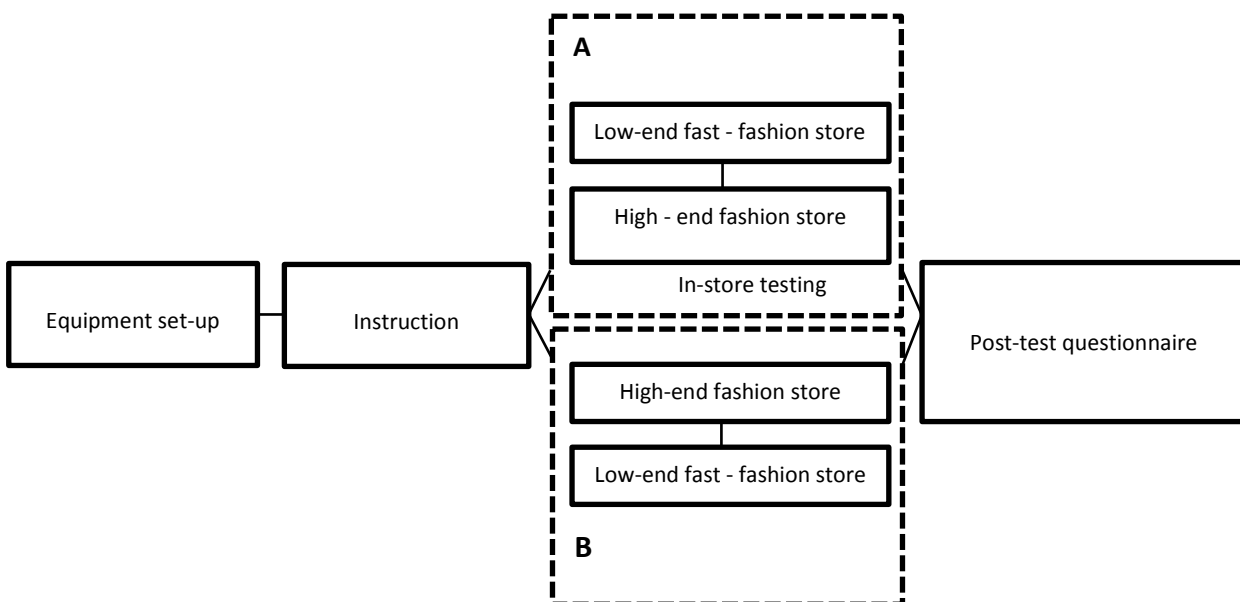 A
Low-end fast - fashion store
High - end fashion store
In-store testing
Equipment set-up
Instruction
Post-test questionnaire
High-end fashion store
Low-end fast - fashion store
B